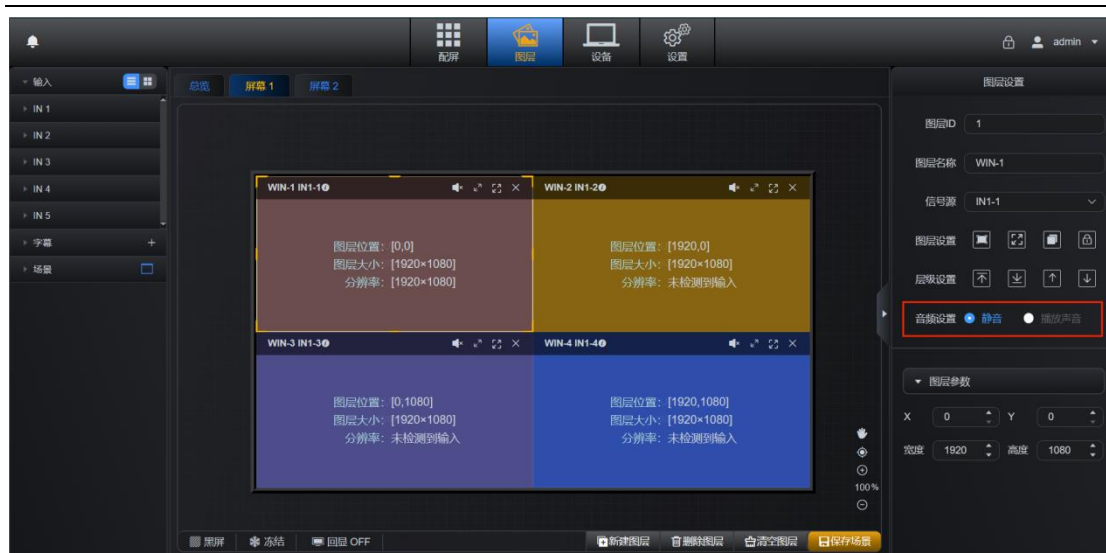 配屏
图层
设备
设置
admin
输入
总览
屏幕 1
屏幕 2
图层设置
IN 1
IN 2
IN 3
IN 4
IN 5
字幕
场景
WIN-1 IN1-1
图层位置: [0,0]
图层大小: [1920×1080]
分辨率: [1920×1080]
WIN-2 IN1-2
图层位置: [1920,0]
图层大小: [1920×1080]
分辨率: 未检测到输入
WIN-3 IN1-3
图层位置: [0,1080]
图层大小: [1920×1080]
分辨率: 未检测到输入
WIN-4 IN1-4
图层位置: [1920,1080]
图层大小: [1920×1080]
分辨率: 未检测到输入
100%
黑屏
冻结
回显 OFF
新建图层
删除图层
清空图层
保存场景
图层ID 1
图层名称 WIN-1
信号源 IN1-1
图层设置
层级设置
音频设置 静音 播放声音
图层参数
X 0 Y 0
宽度 1920 高度 1080